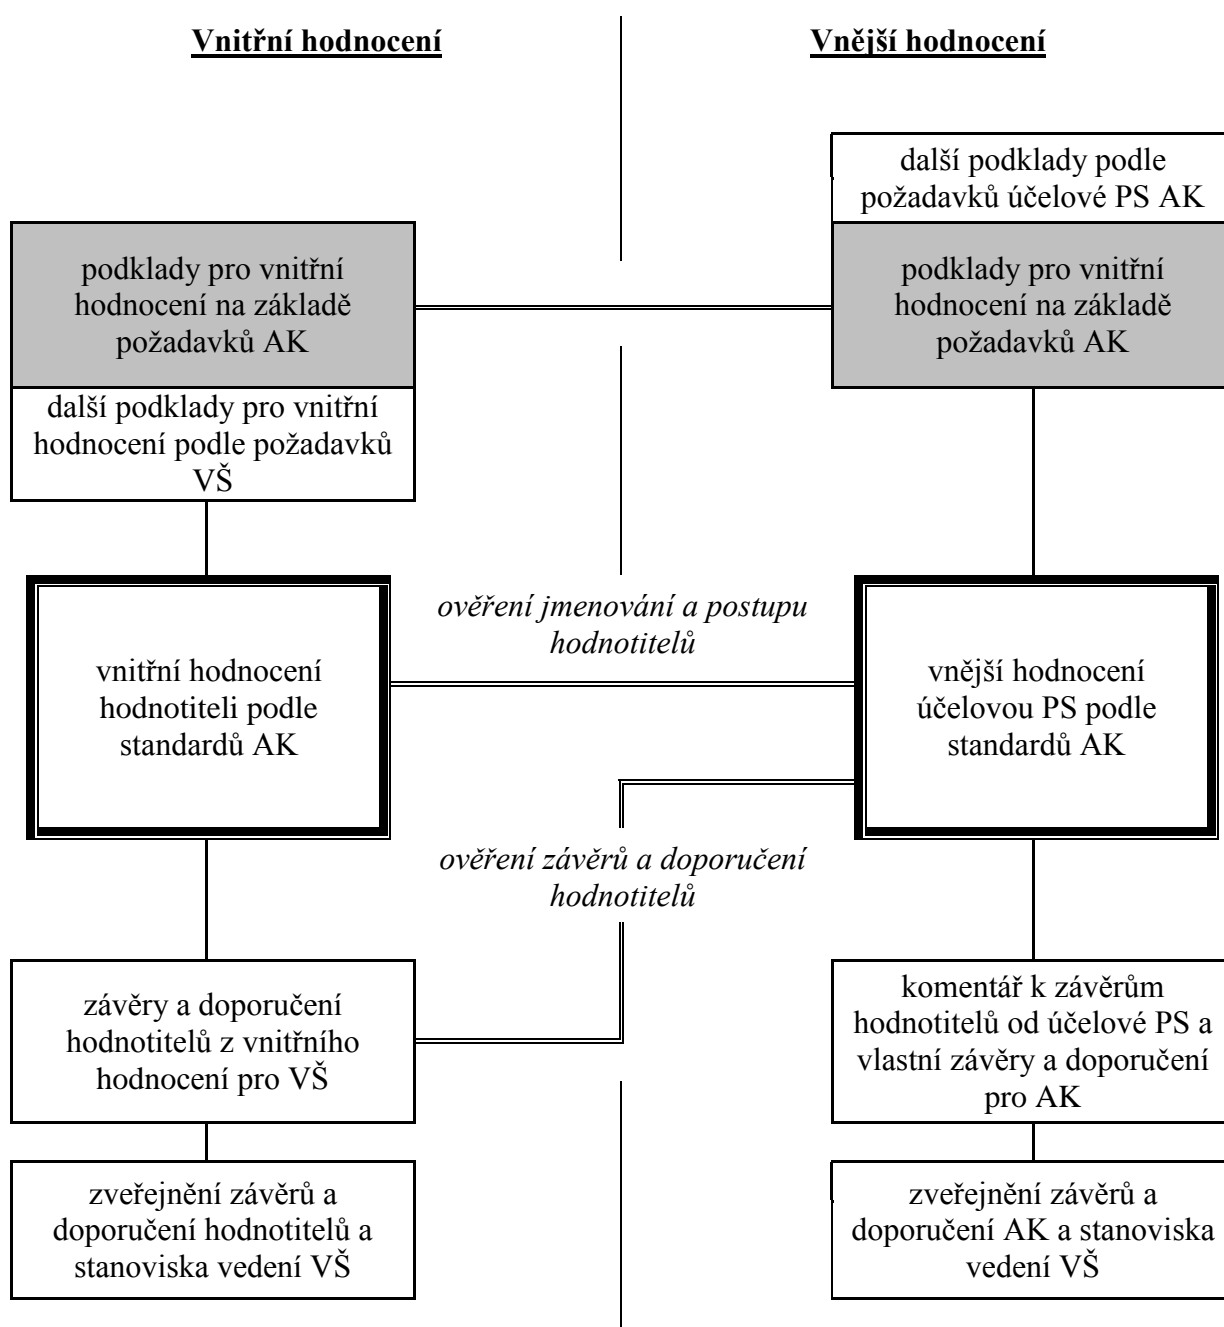 Vnitřní hodnocení
Vnější hodnocení
další podklady podle
požadavků účelové PS AK
podklady pro vnitřní
hodnocení na základě
požadavků AK
podklady pro vnitřní
hodnocení na základě
požadavků AK
další podklady pro vnitřní
hodnocení podle požadavků
VŠ
ověření jmenování a postupu
hodnotitelů
vnitřní hodnocení
hodnotiteli podle
standardů AK
vnější hodnocení
účelovou PS podle
standardů AK
ověření závěrů a doporučení
hodnotitelů
závěry a doporučení
hodnotitelů z vnitřního
hodnocení pro VŠ
komentář k závěrům
hodnotitelů od účelové PS a
vlastní závěry a doporučení
pro AK
zveřejnění závěrů a
doporučení hodnotitelů a
stanoviska vedení VŠ
zveřejnění závěrů a
doporučení AK a stanoviska
vedení VŠ